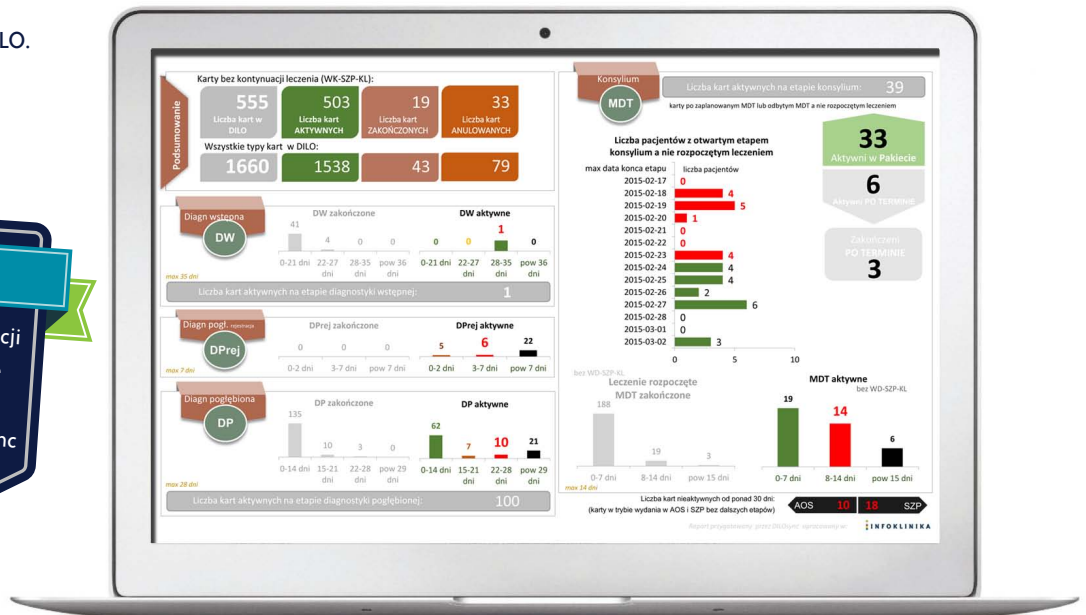 LO.
cji
nc
Podsumowanie
Karty bez kontynuacji leczenia (WK-SZP-KL):
555 503 19 33
Liczba kart w DILO
Liczba kart AKTYWNYCH
Liczba kart ZAKOŃCZONYCH
Liczba kart ANULOWANYCH
Wszystkie typy kart w DILO:
1660 1538 43 79
Diagn wstępna
DW
max 35 dni
DW zakończone
41 4 0 0
0-21 dni 22-27 dni 28-35 dni pow 36 dni
DW aktywne
0 0 1 0
0-21 dni 22-27 dni 28-35 dni pow 36 dni
Liczba kart aktywnych na etapie diagnostyki wstępnej: 1
Diagn pogł. rejestracja
DPrej
max 7 dni
DPrej zakończone
0 0 0
0-2 dni 3-7 dni pow 7 dni
DPrej aktywne
5 6 22
0-2 dni 3-7 dni pow 7 dni
Diagn pogłębiona
DP
max 28 dni
DP zakończone
135 10 3 0
0-14 dni 15-21 dni 22-28 dni pow 29 dni
DP aktywne
62 7 10 21
0-14 dni 15-21 dni 22-28 dni pow 29 dni
Liczba kart aktywnych na etapie diagnostyki pogłębionej: 100
Konsylium
MDT
Liczba kart aktywnych na etapie konsylium: 39
karty po zaplanowanym MDT lub odbytym MDT a nie rozpoczętym leczeniem
Liczba pacjentów z otwartym etapem
konsylium a nie rozpoczętym leczeniem
max data konca etapu liczba pacjentów
2015-02-17 0
2015-02-18 4
2015-02-19 5
2015-02-20 1
2015-02-21 0
2015-02-22 0
2015-02-23 4
2015-02-24 4
2015-02-25 4
2015-02-26 2
2015-02-27 6
2015-02-28 0
2015-03-01 0
2015-03-02 3
0 5 10
33
Aktywni w Pakiecie
6
Aktywni PO TERMINIE
Zakończeni
PO TERMINIE
3
bez WD-SZP-KL
Leczenie rozpoczęte
MDT zakończone
188 19 3
0-7 dni 8-14 dni pow 15 dni
max 14 dni
MDT aktywne
bez WD-SZP-KL
19 14 6
0-7 dni 8-14 dni pow 15 dni
Liczba kart nieaktywnych od ponad 30 dni:
(karty w trybie wydania w AOS i SZP bez dalszych etapów)
AOS 10 18 SZP
Raport przygotowany przez DILOsync opracowany w:
INFOKLINIKA